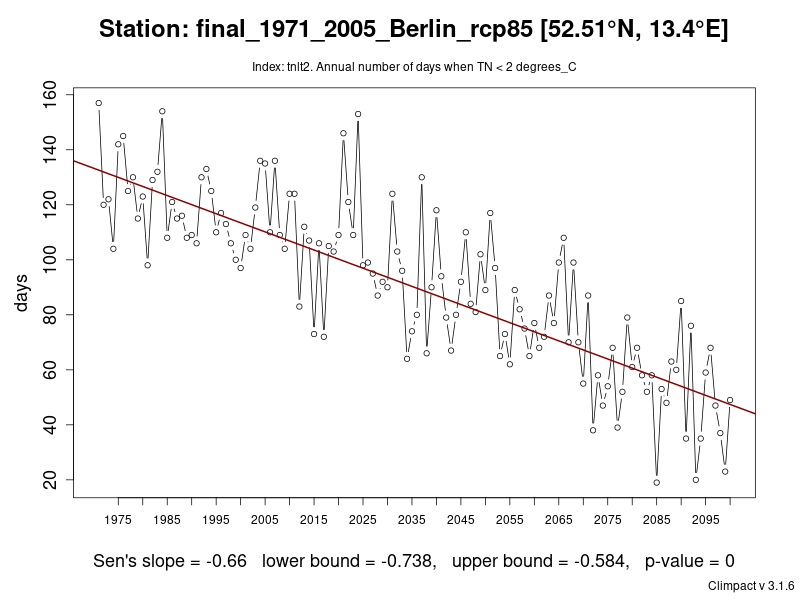 Station: final_1971_2005_Berlin_rcp85 [52.51°N, 13.4°E]
Index: tnlt2. Annual number of days when TN < 2 degrees_C
160
140
120
100
80
60
40
20
days
1975 1985 1995 2005 2015 2025 2035 2045 2055 2065 2075 2085 2095
Sen's slope = -0.66 lower bound = -0.738, upper bound = -0.584, p-value = 0
Climpact v 3.1.6